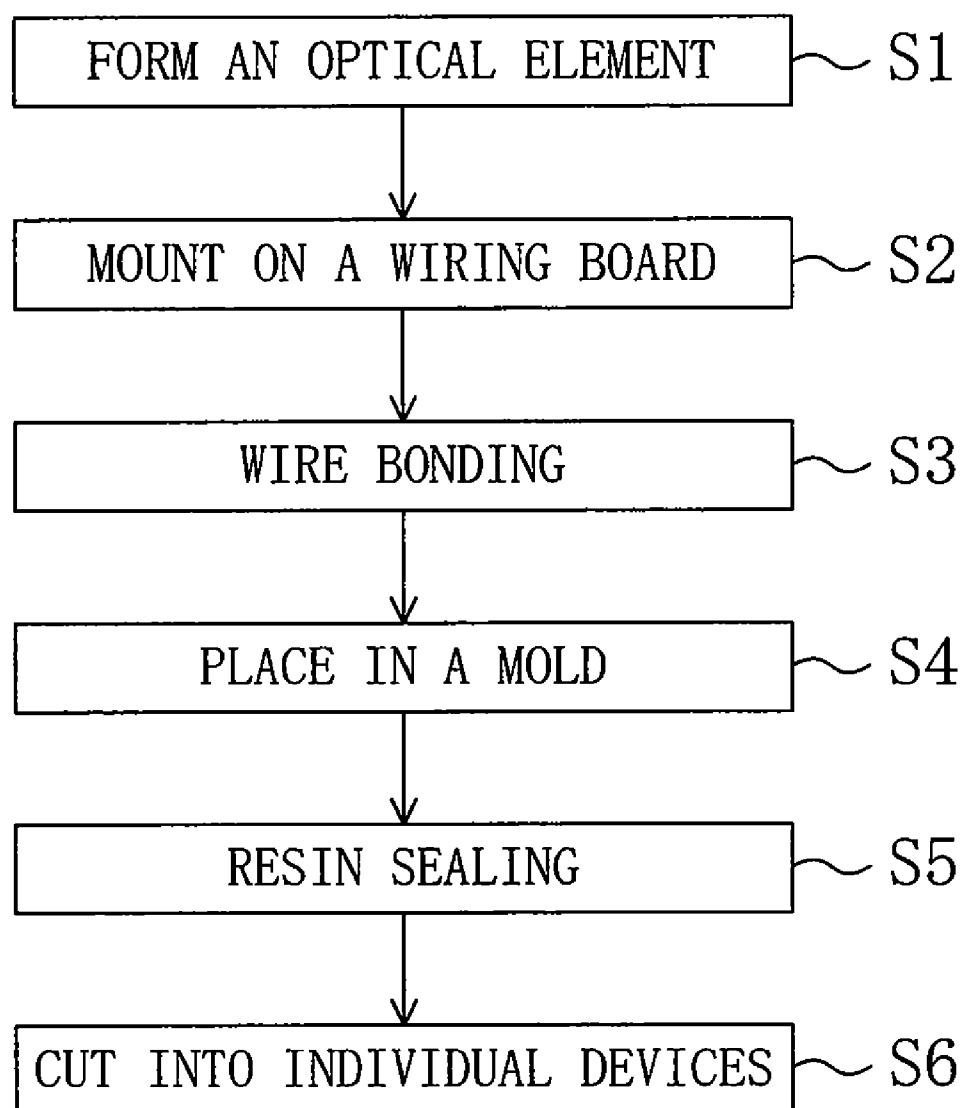 FORM AN OPTICAL ELEMENT S1
MOUNT ON A WIRING BOARD S2
WIRE BONDING S3
PLACE IN A MOLD S4
RESIN SEALING S5
CUT INTO INDIVIDUAL DEVICES S6